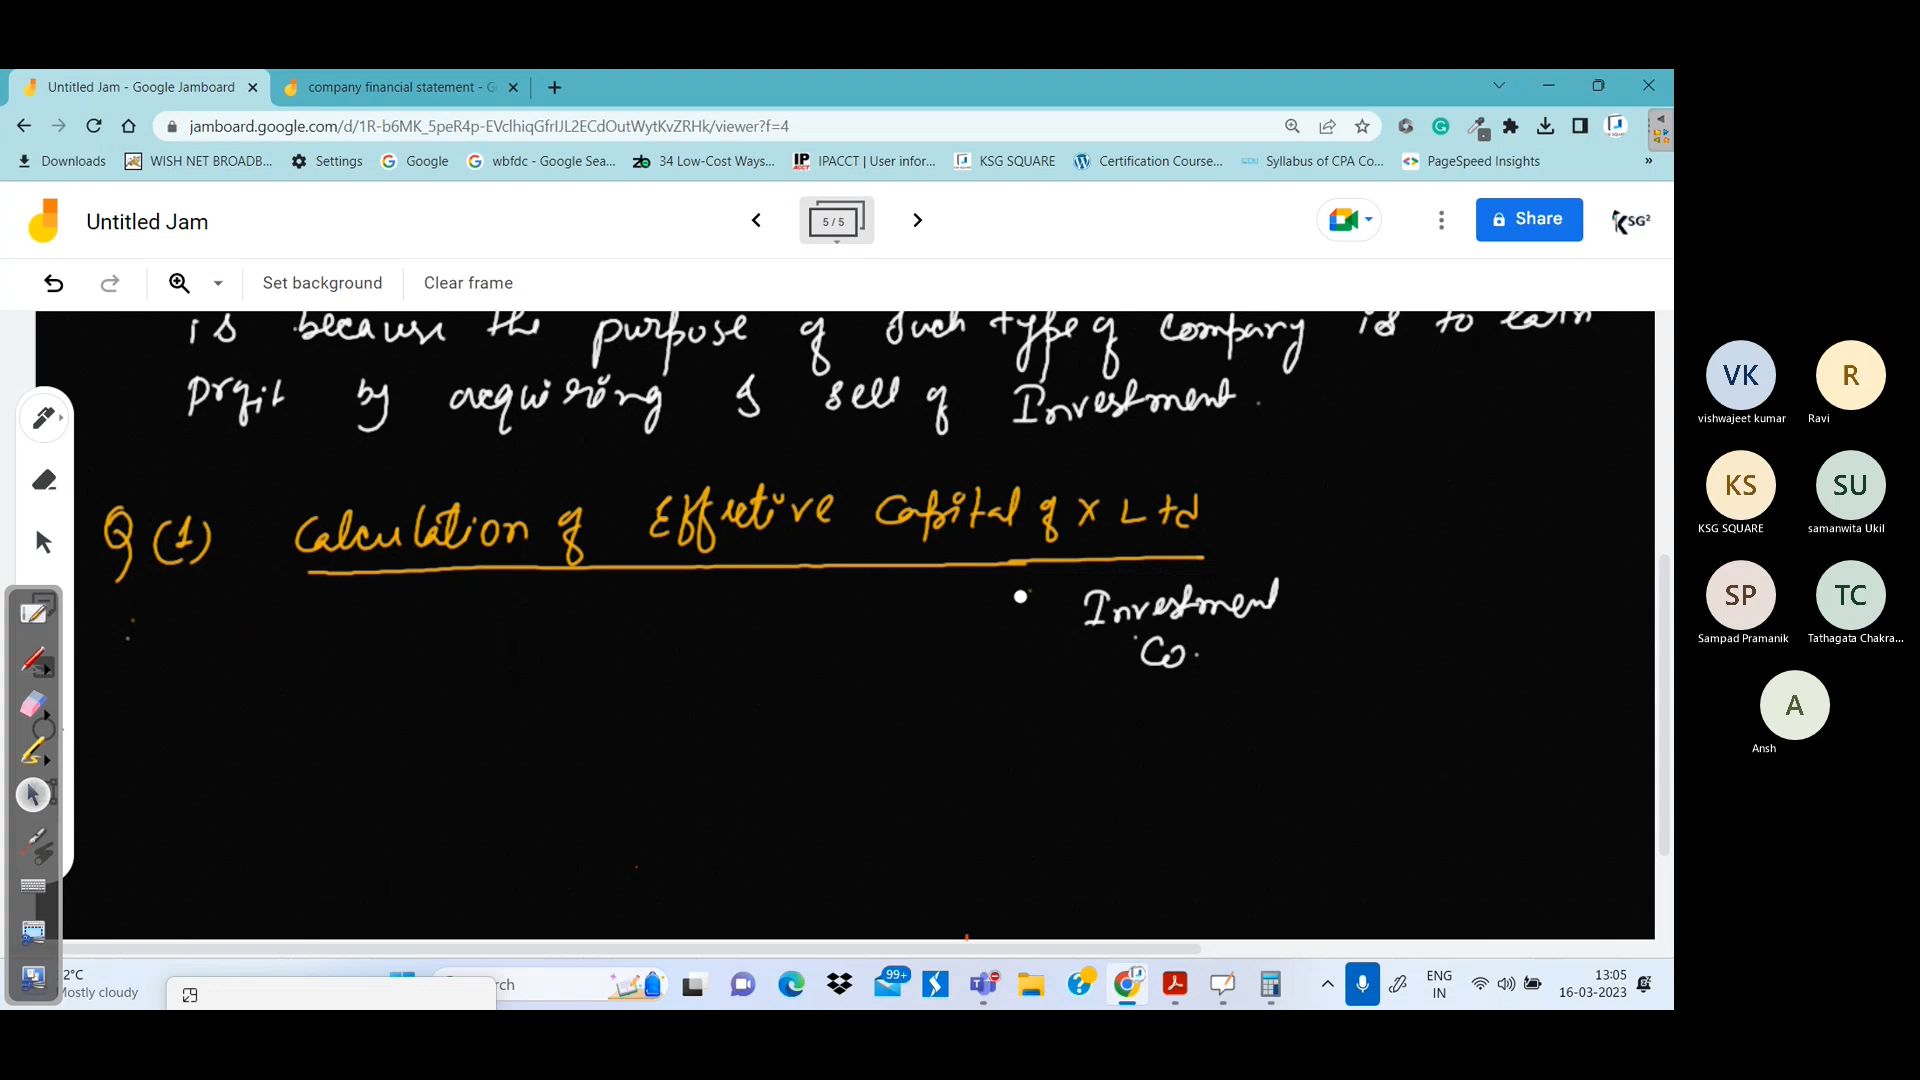 Untitled Jam - Google Jamboard
company financial statement - G
jamboard.google.com/d/1R-b6MK_5peR4p-EVclhiqGfrIJL2ECdOutWytKvZRHk/viewer?f=4
Downloads
WISH NET BROADB...
Settings
Google
wbfdc - Google Sea...
34 Low-Cost Ways...
IPACCT | User infor...
KSG SQUARE
Certification Course...
Syllabus of CPA Co...
PageSpeed Insights
»
Untitled Jam
5 / 5
Share
KSG²
Set background
Clear frame
is because the purpose of such type of company is to earn
Profit by acquiring & sell of Investment.
Q (1) Calculation of Effective Capital of X Ltd
Investment
Co.
VK
vishwajeet kumar
R
Ravi
KS
KSG SQUARE
SU
samanwita Ukil
SP
Sampad Pramanik
TC
Tathagata Chakra...
A
Ansh
2°C
Mostly cloudy
rch
99+
ENG
IN
13:05
16-03-2023